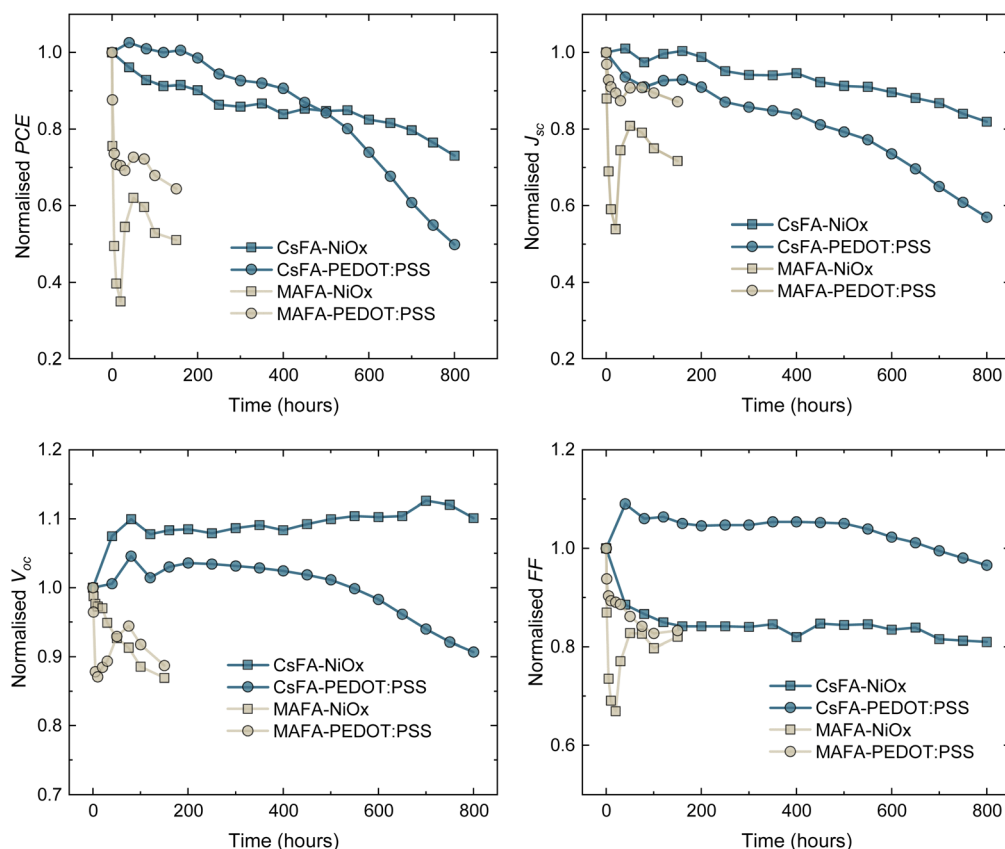 Normalised PCE
1.0
0.8
0.6
0.4
0.2
0
200
400
600
800
Time (hours)
CsFA-NiOx
CsFA-PEDOT:PSS
MAFA-NiOx
MAFA-PEDOT:PSS
Normalised Jsc
1.0
0.8
0.6
0.4
0.2
0
200
400
600
800
Time (hours)
CsFA-NiOx
CsFA-PEDOT:PSS
MAFA-NiOx
MAFA-PEDOT:PSS
Normalised Voc
1.2
1.1
1.0
0.9
0.8
0.7
0
200
400
600
800
Time (hours)
CsFA-NiOx
CsFA-PEDOT:PSS
MAFA-NiOx
MAFA-PEDOT:PSS
Normalised FF
1.2
1.0
0.8
0.6
0
200
400
600
800
Time (hours)
CsFA-NiOx
CsFA-PEDOT:PSS
MAFA-NiOx
MAFA-PEDOT:PSS